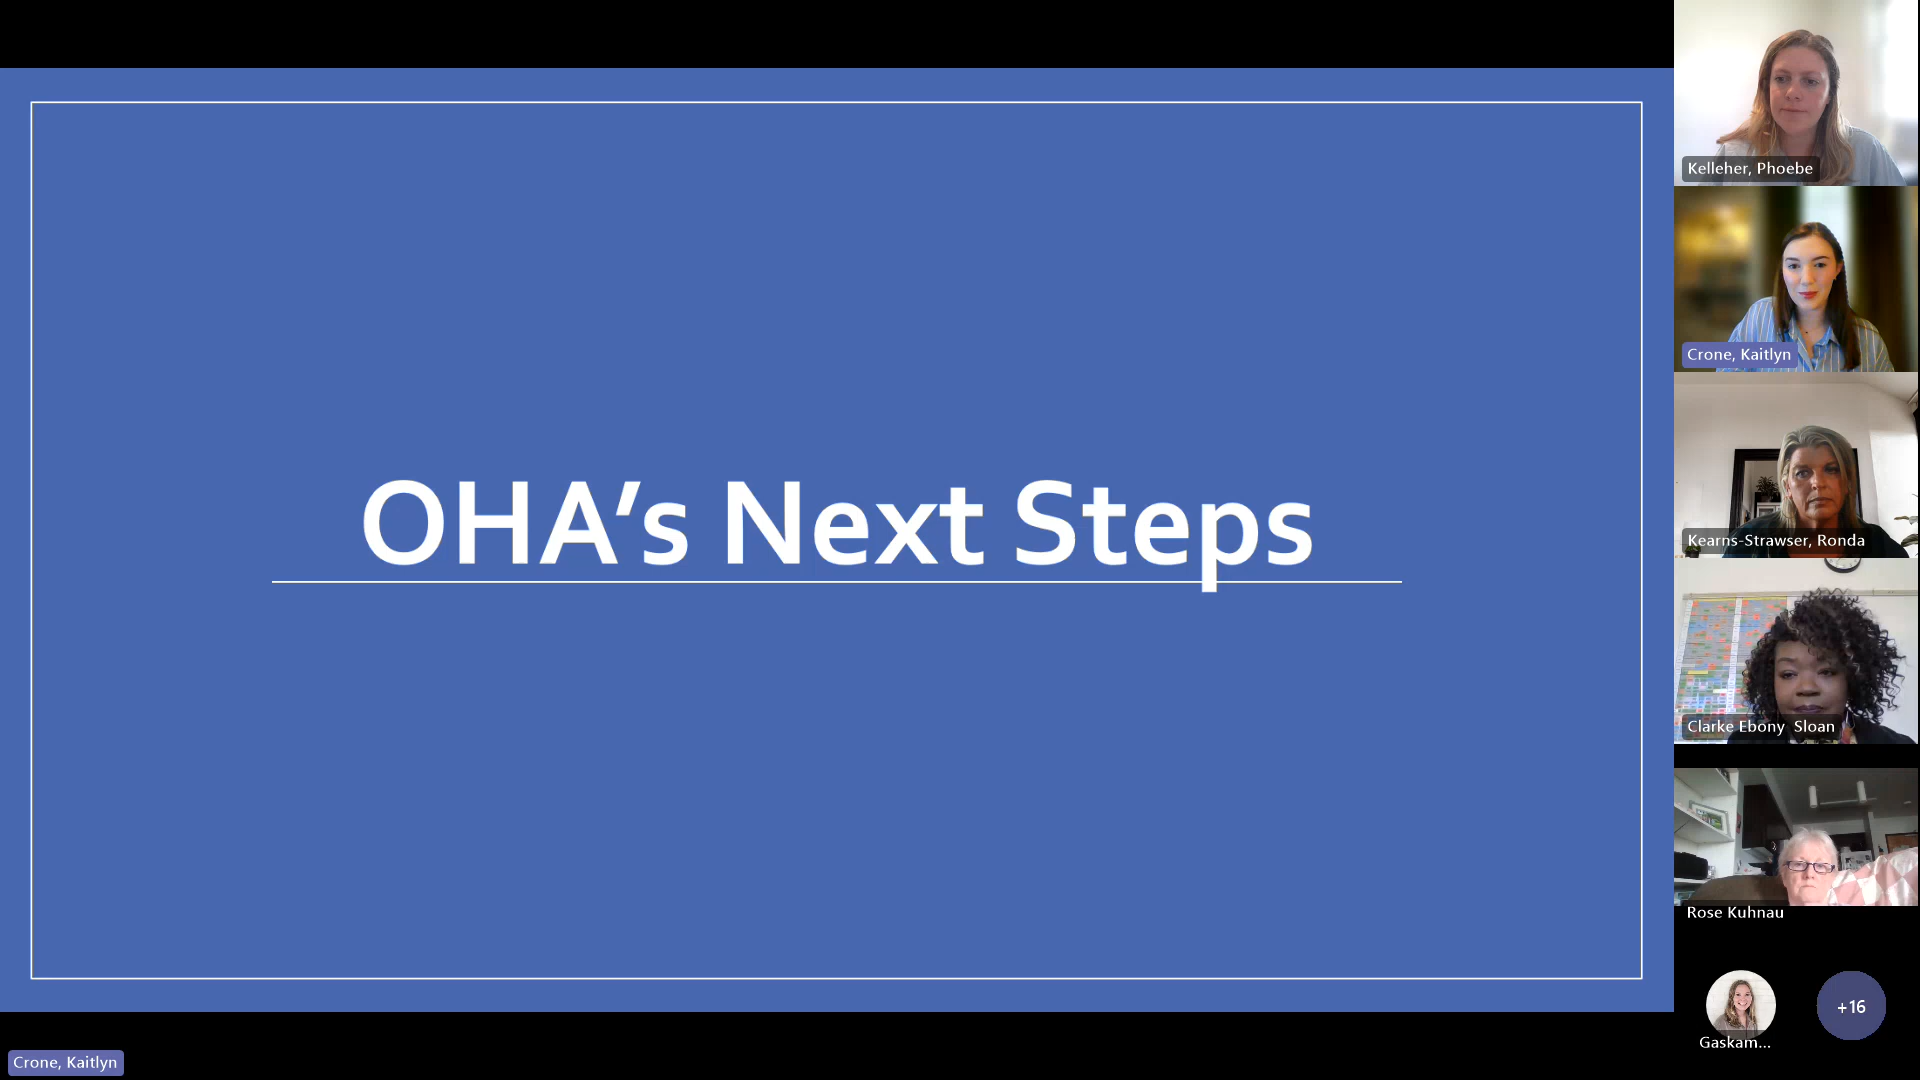 OHA’s Next Steps
Kelleher, Phoebe
Crone, Kaitlyn
Kearns-Strawser, Ronda
Clarke Ebony Sloan
Rose Kuhnau
Gaskam...
+16
Crone, Kaitlyn